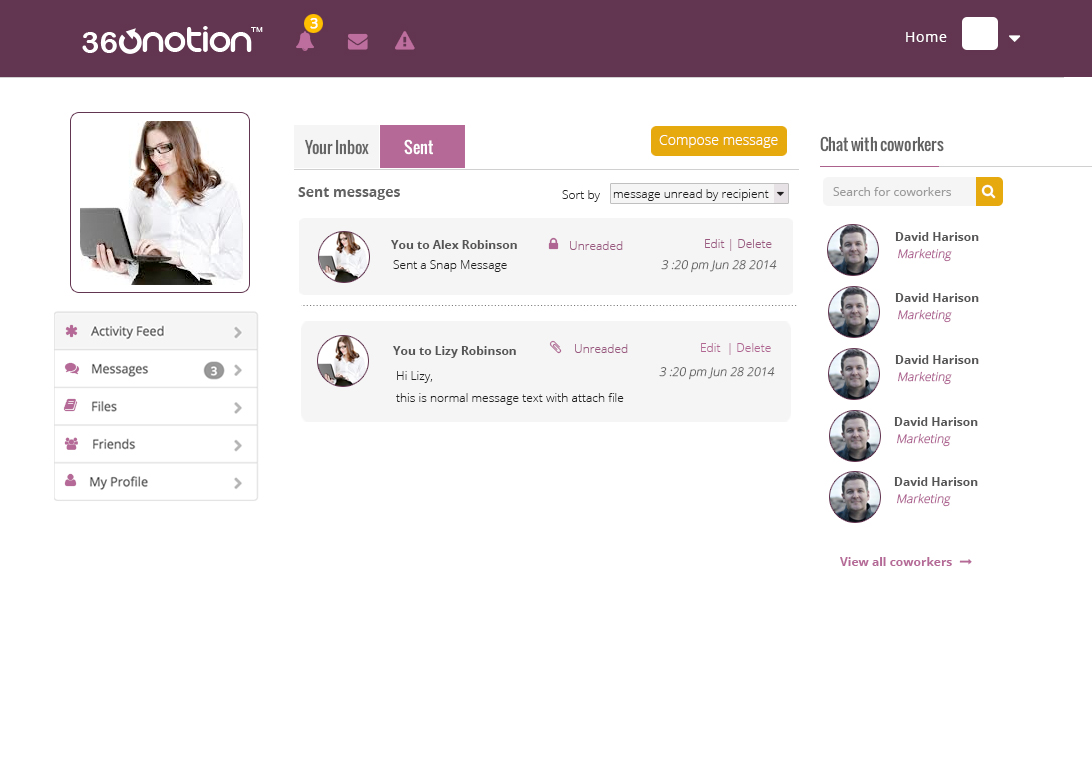 360notion™
3
Home
Your Inbox
Sent
Compose message
Chat with coworkers
Sent messages
Sort by
message unread by recipient
Search for coworkers
You to Alex Robinson
Unreaded
Edit | Delete
Sent a Snap Message
3 :20 pm Jun 28 2014
You to Lizy Robinson
Unreaded
Edit | Delete
Hi Lizy,
3 :20 pm Jun 28 2014
this is normal message text with attach file
Activity Feed
Messages
3
Files
Friends
My Profile
David Harison
Marketing
David Harison
Marketing
David Harison
Marketing
David Harison
Marketing
David Harison
Marketing
View all coworkers